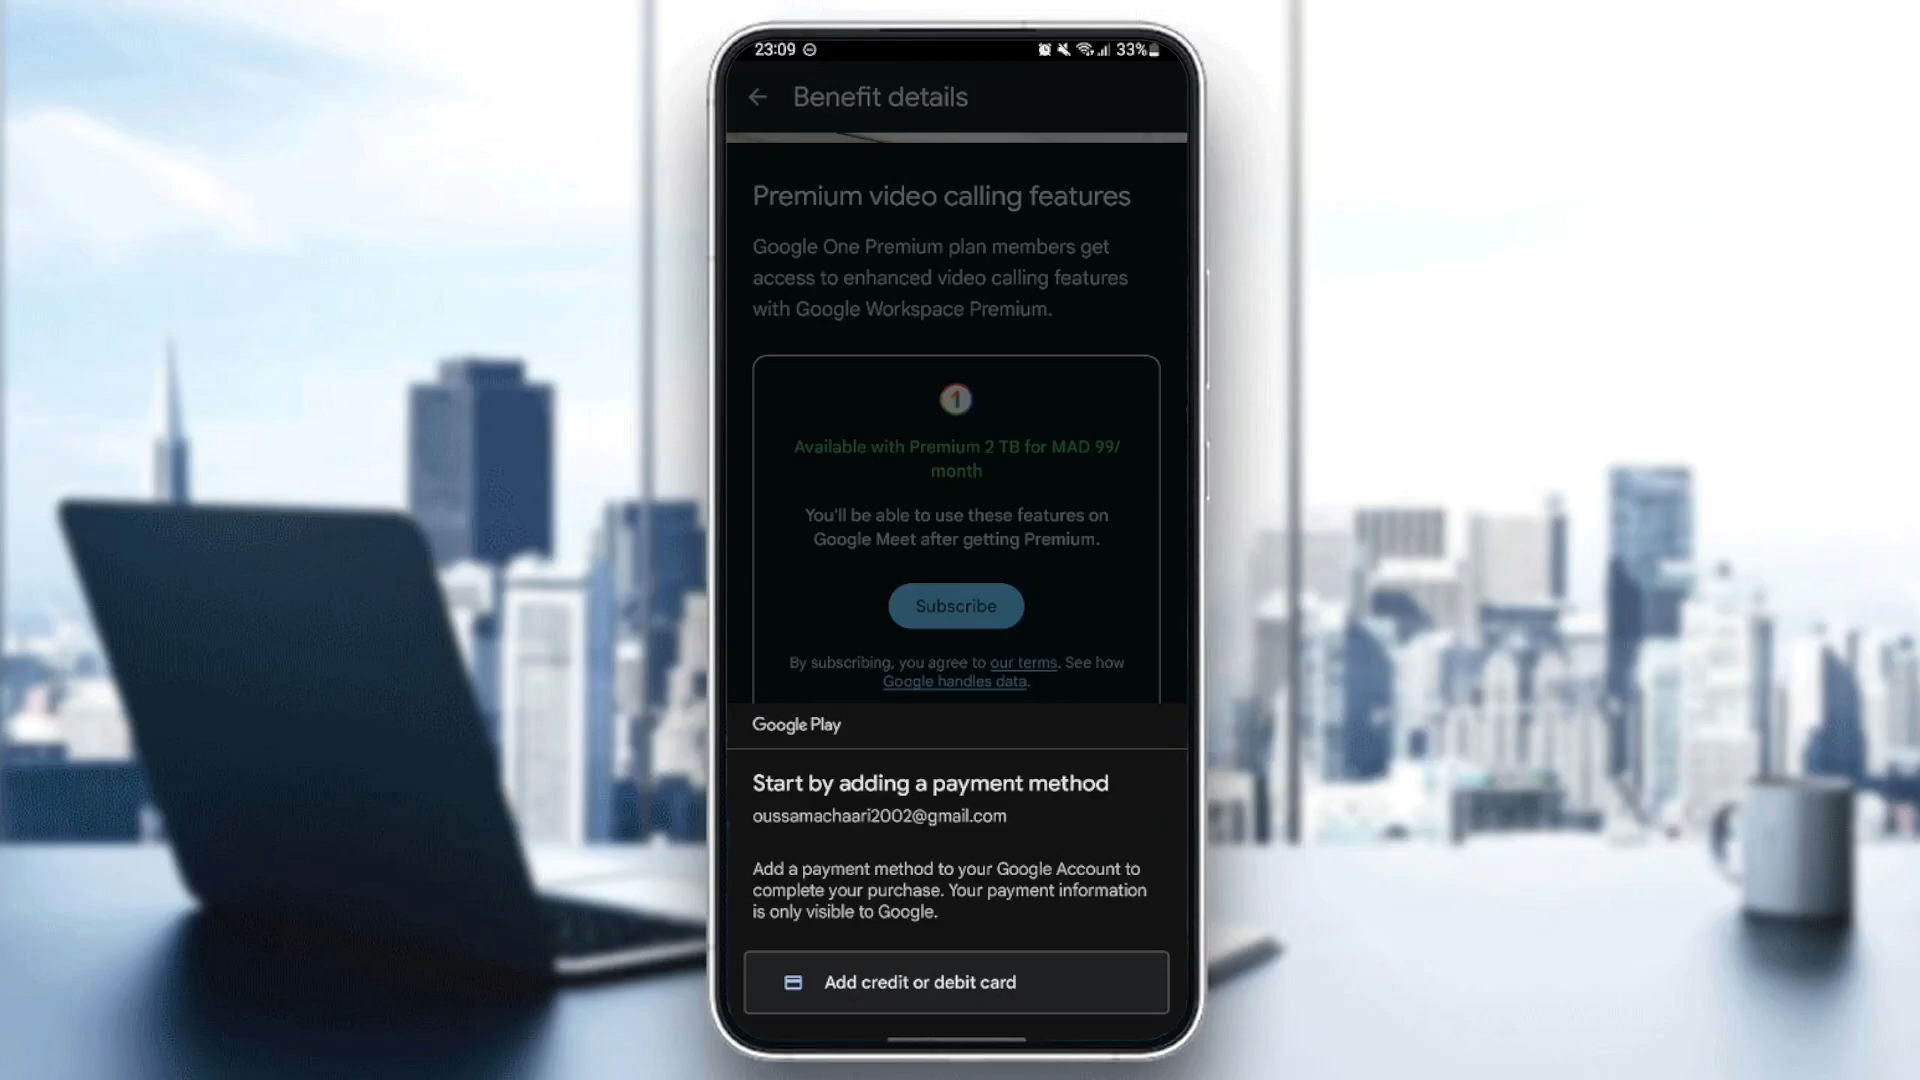 23:09
33%
Benefit details
Premium video calling features
Google One Premium plan members get
access to enhanced video calling features
with Google Workspace Premium.
1
Available with Premium 2 TB for MAD 99/
month
You'll be able to use these features on
Google Meet after getting Premium.
Subscribe
By subscribing, you agree to our terms. See how
Google handles data.
Google Play
Start by adding a payment method
oussamachaari2002@gmail.com
Add a payment method to your Google Account to
complete your purchase. Your payment information
is only visible to Google.
Add credit or debit card